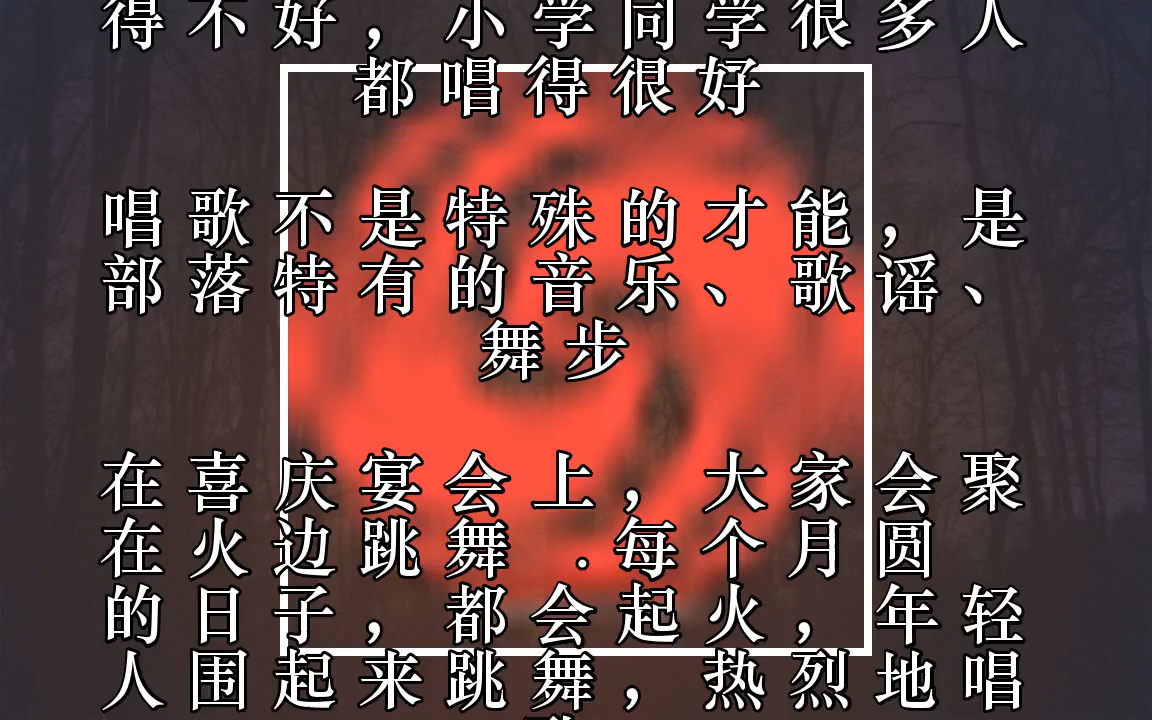 得不好，小学同学很多人
都唱得很好
唱歌不是特殊的才能，是
部落特有的音乐、歌谣、
舞步
在喜庆宴会上，大家会聚
在火边跳舞 .每个月圆
的日子，都会起火，年轻
人围起来跳舞，热烈地唱